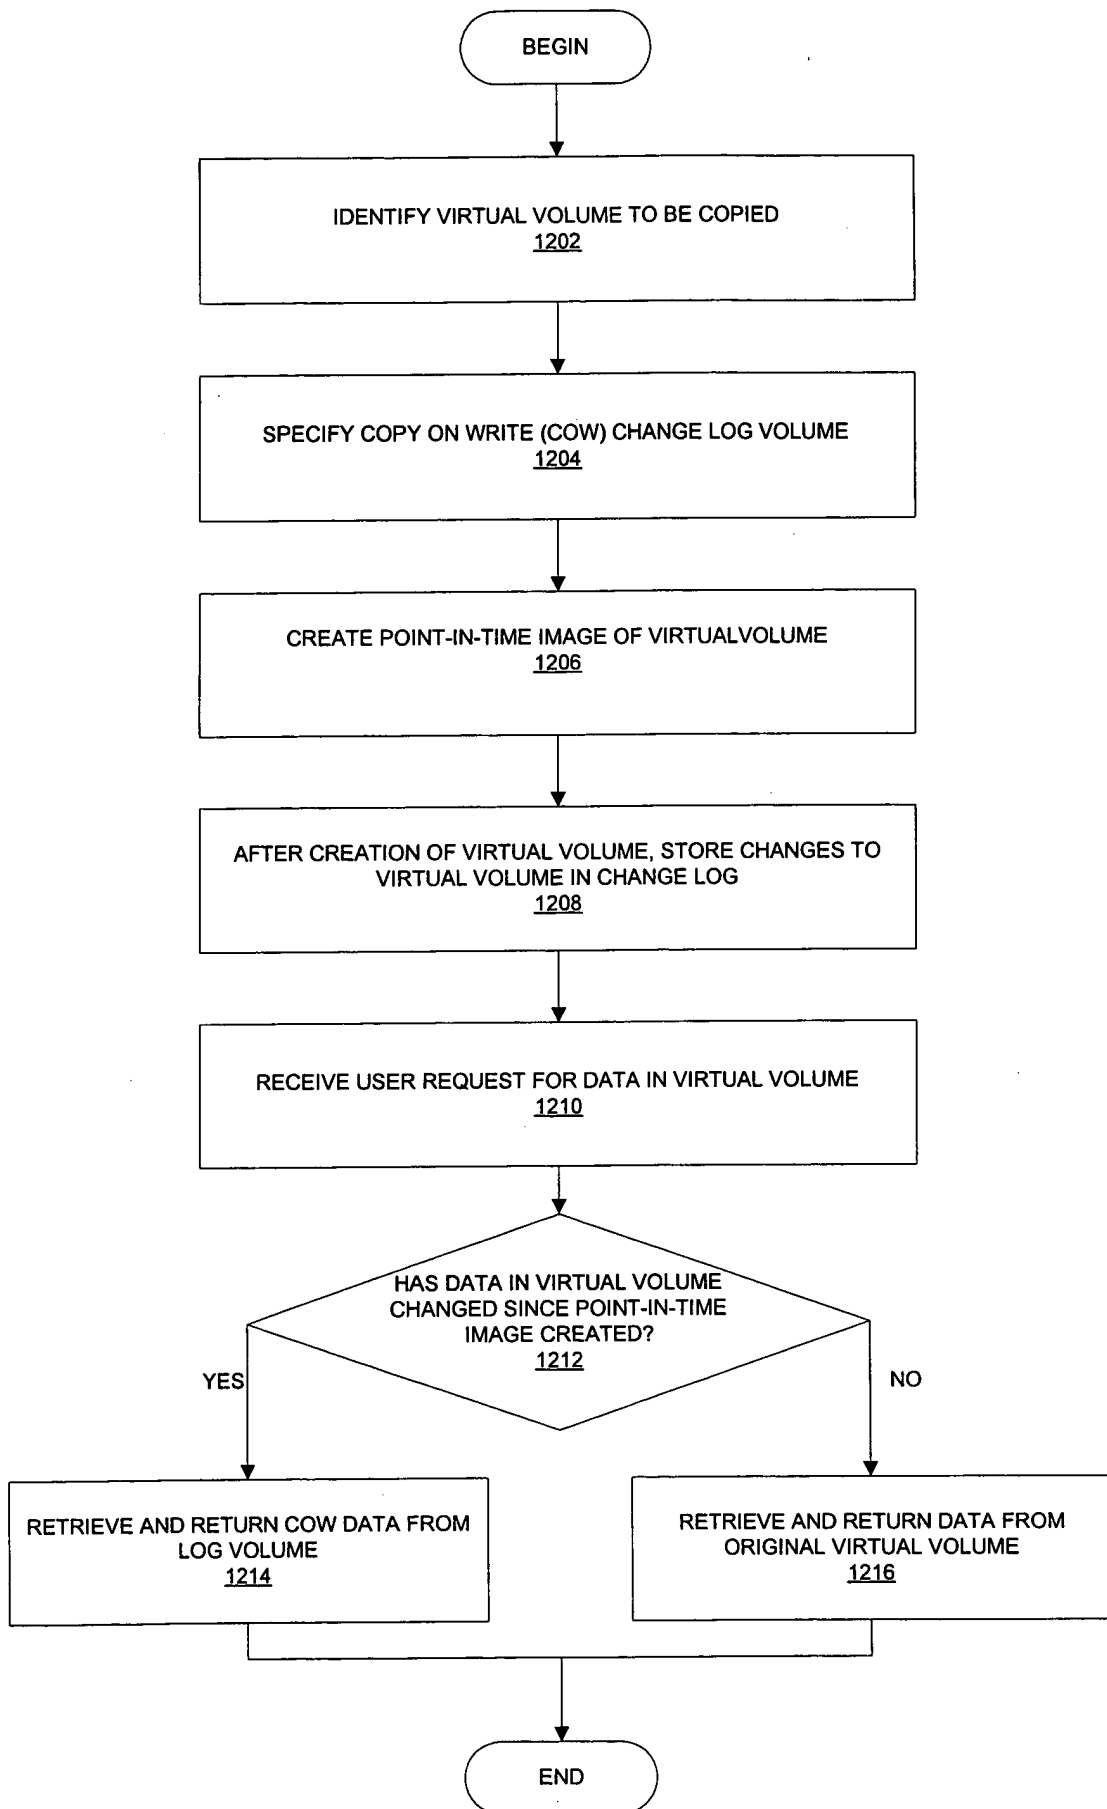 BEGIN
IDENTIFY VIRTUAL VOLUME TO BE COPIED
1202
SPECIFY COPY ON WRITE (COW) CHANGE LOG VOLUME
1204
CREATE POINT-IN-TIME IMAGE OF VIRTUALVOLUME
1206
AFTER CREATION OF VIRTUAL VOLUME, STORE CHANGES TO
VIRTUAL VOLUME IN CHANGE LOG
1208
RECEIVE USER REQUEST FOR DATA IN VIRTUAL VOLUME
1210
HAS DATA IN VIRTUAL VOLUME
CHANGED SINCE POINT-IN-TIME
IMAGE CREATED?
1212
YES
NO
RETRIEVE AND RETURN COW DATA FROM
LOG VOLUME
1214
RETRIEVE AND RETURN DATA FROM
ORIGINAL VIRTUAL VOLUME
1216
END